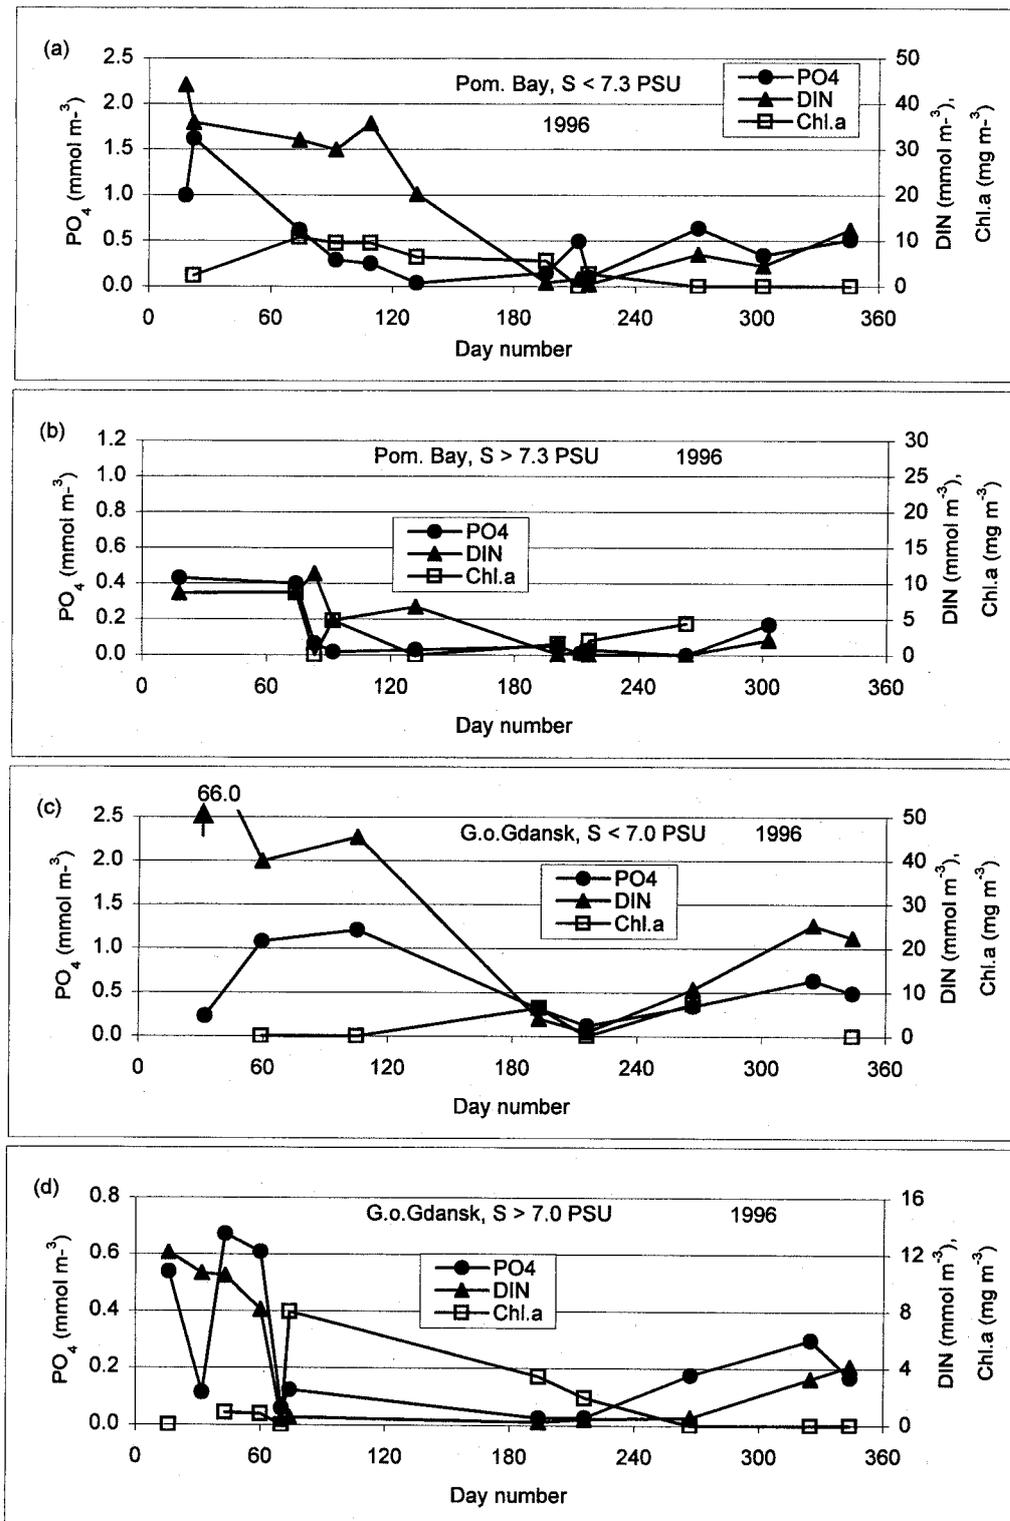 (a)
2.5
2.0
1.5
1.0
0.5
0.0
PO4 (mmol m-3)
Pom. Bay, S < 7.3 PSU
1996
PO4
DIN
Chl.a
50
40
30
20
10
0
DIN (mmol m-3),
Chl.a (mg m-3)
0 60 120 180 240 300 360
Day number
(b)
1.2
1.0
0.8
0.6
0.4
0.2
0.0
PO4 (mmol m-3)
Pom. Bay, S > 7.3 PSU 1996
PO4
DIN
Chl.a
30
25
20
15
10
5
0
DIN (mmol m-3),
Chl.a (mg m-3)
0 60 120 180 240 300 360
Day number
(c)
66.0
2.5
2.0
1.5
1.0
0.5
0.0
PO4 (mmol m-3)
G.o.Gdansk, S < 7.0 PSU 1996
PO4
DIN
Chl.a
50
40
30
20
10
0
DIN (mmol m-3),
Chl.a (mg m-3)
0 60 120 180 240 300 360
Day number
(d)
0.8
0.6
0.4
0.2
0.0
PO4 (mmol m-3)
G.o.Gdansk, S > 7.0 PSU 1996
PO4
DIN
Chl.a
16
12
8
4
0
DIN (mmol m-3),
Chl.a (mg m-3)
0 60 120 180 240 300 360
Day number